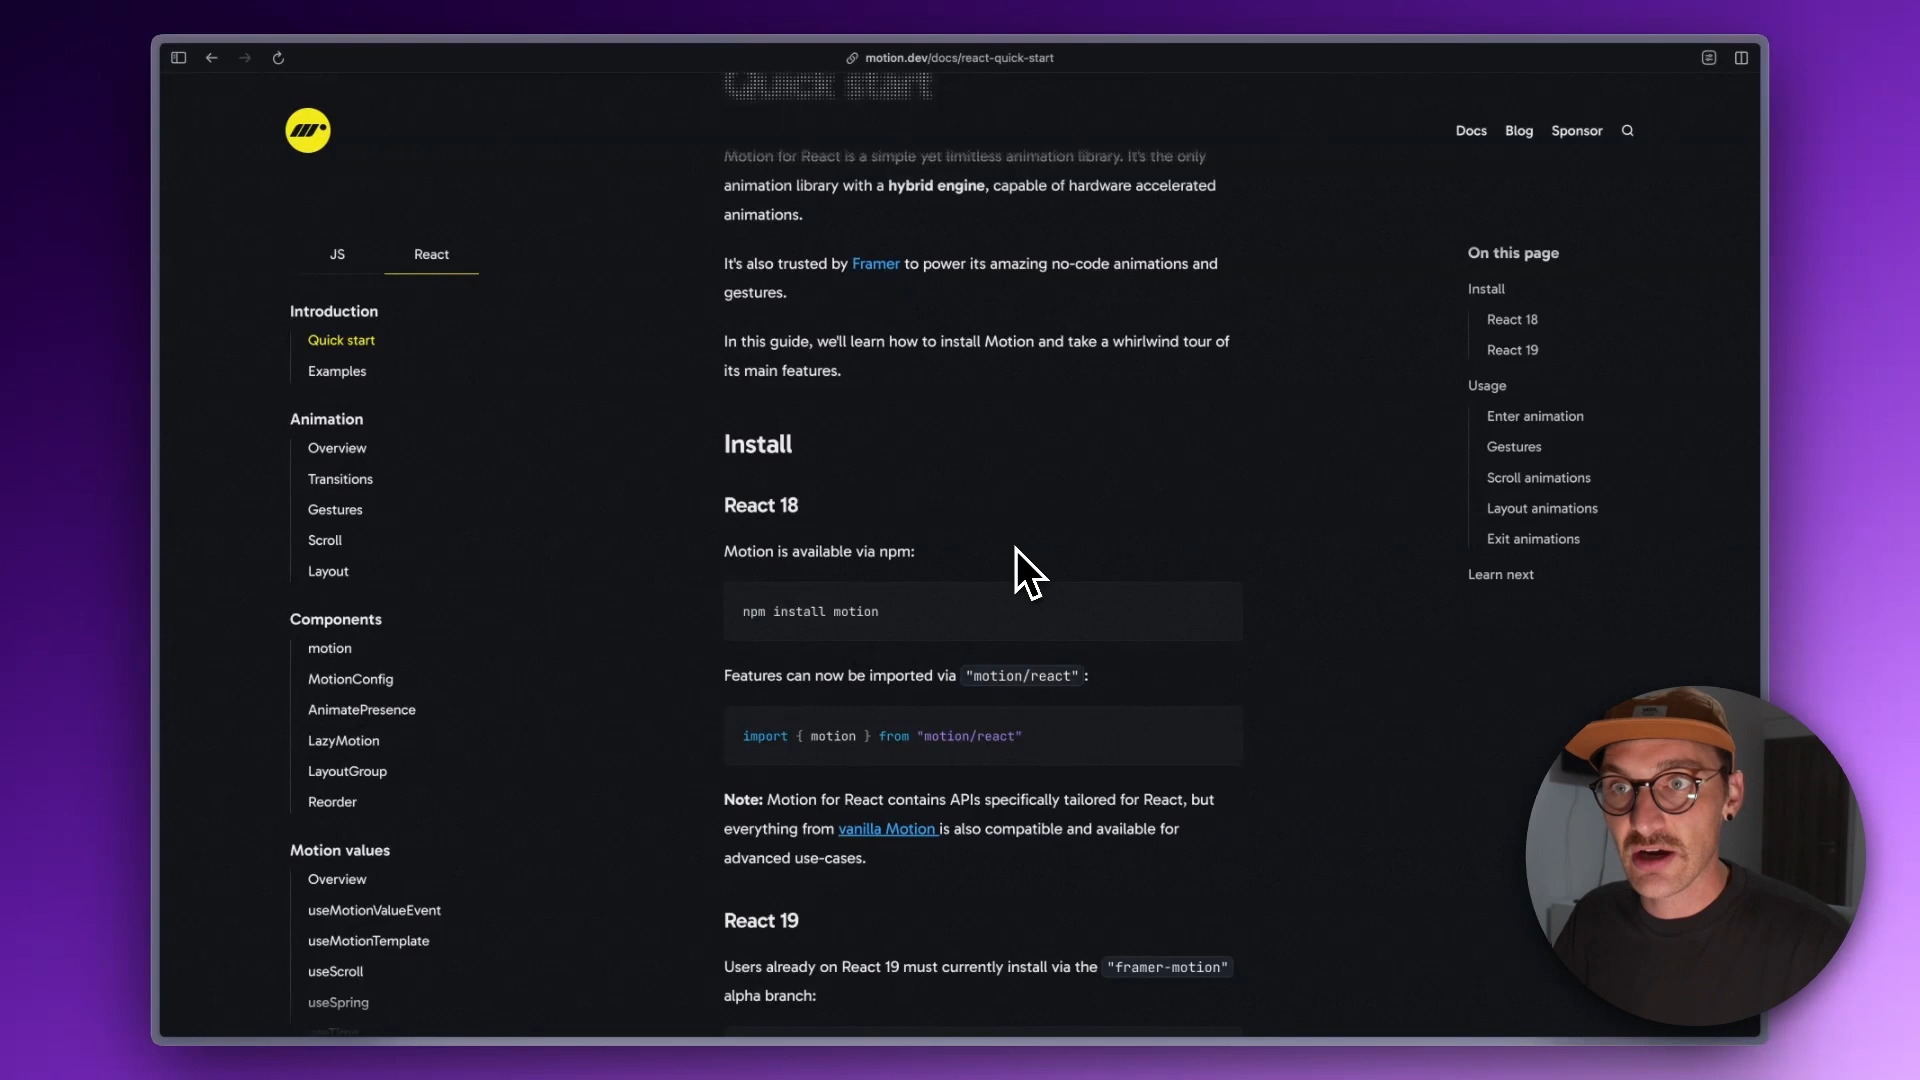 motion.dev/docs/react-quick-start
Quick start
Docs
Blog
Sponsor
Motion for React is a simple yet limitless animation library. It's the only
animation library with a hybrid engine, capable of hardware accelerated
animations.
It's also trusted by Framer to power its amazing no-code animations and
gestures.
In this guide, we'll learn how to install Motion and take a whirlwind tour of
its main features.
Install
React 18
Motion is available via npm:
npm install motion
Features can now be imported via "motion/react":
import { motion } from "motion/react"
Note: Motion for React contains APIs specifically tailored for React, but
everything from vanilla Motion is also compatible and available for
advanced use-cases.
React 19
Users already on React 19 must currently install via the "framer-motion"
alpha branch:
JS
React
Introduction
Quick start
Examples
Animation
Overview
Transitions
Gestures
Scroll
Layout
Components
motion
MotionConfig
AnimatePresence
LazyMotion
LayoutGroup
Reorder
Motion values
Overview
useMotionValueEvent
useMotionTemplate
useScroll
useSpring
useTime
On this page
Install
React 18
React 19
Usage
Enter animation
Gestures
Scroll animations
Layout animations
Exit animations
Learn next